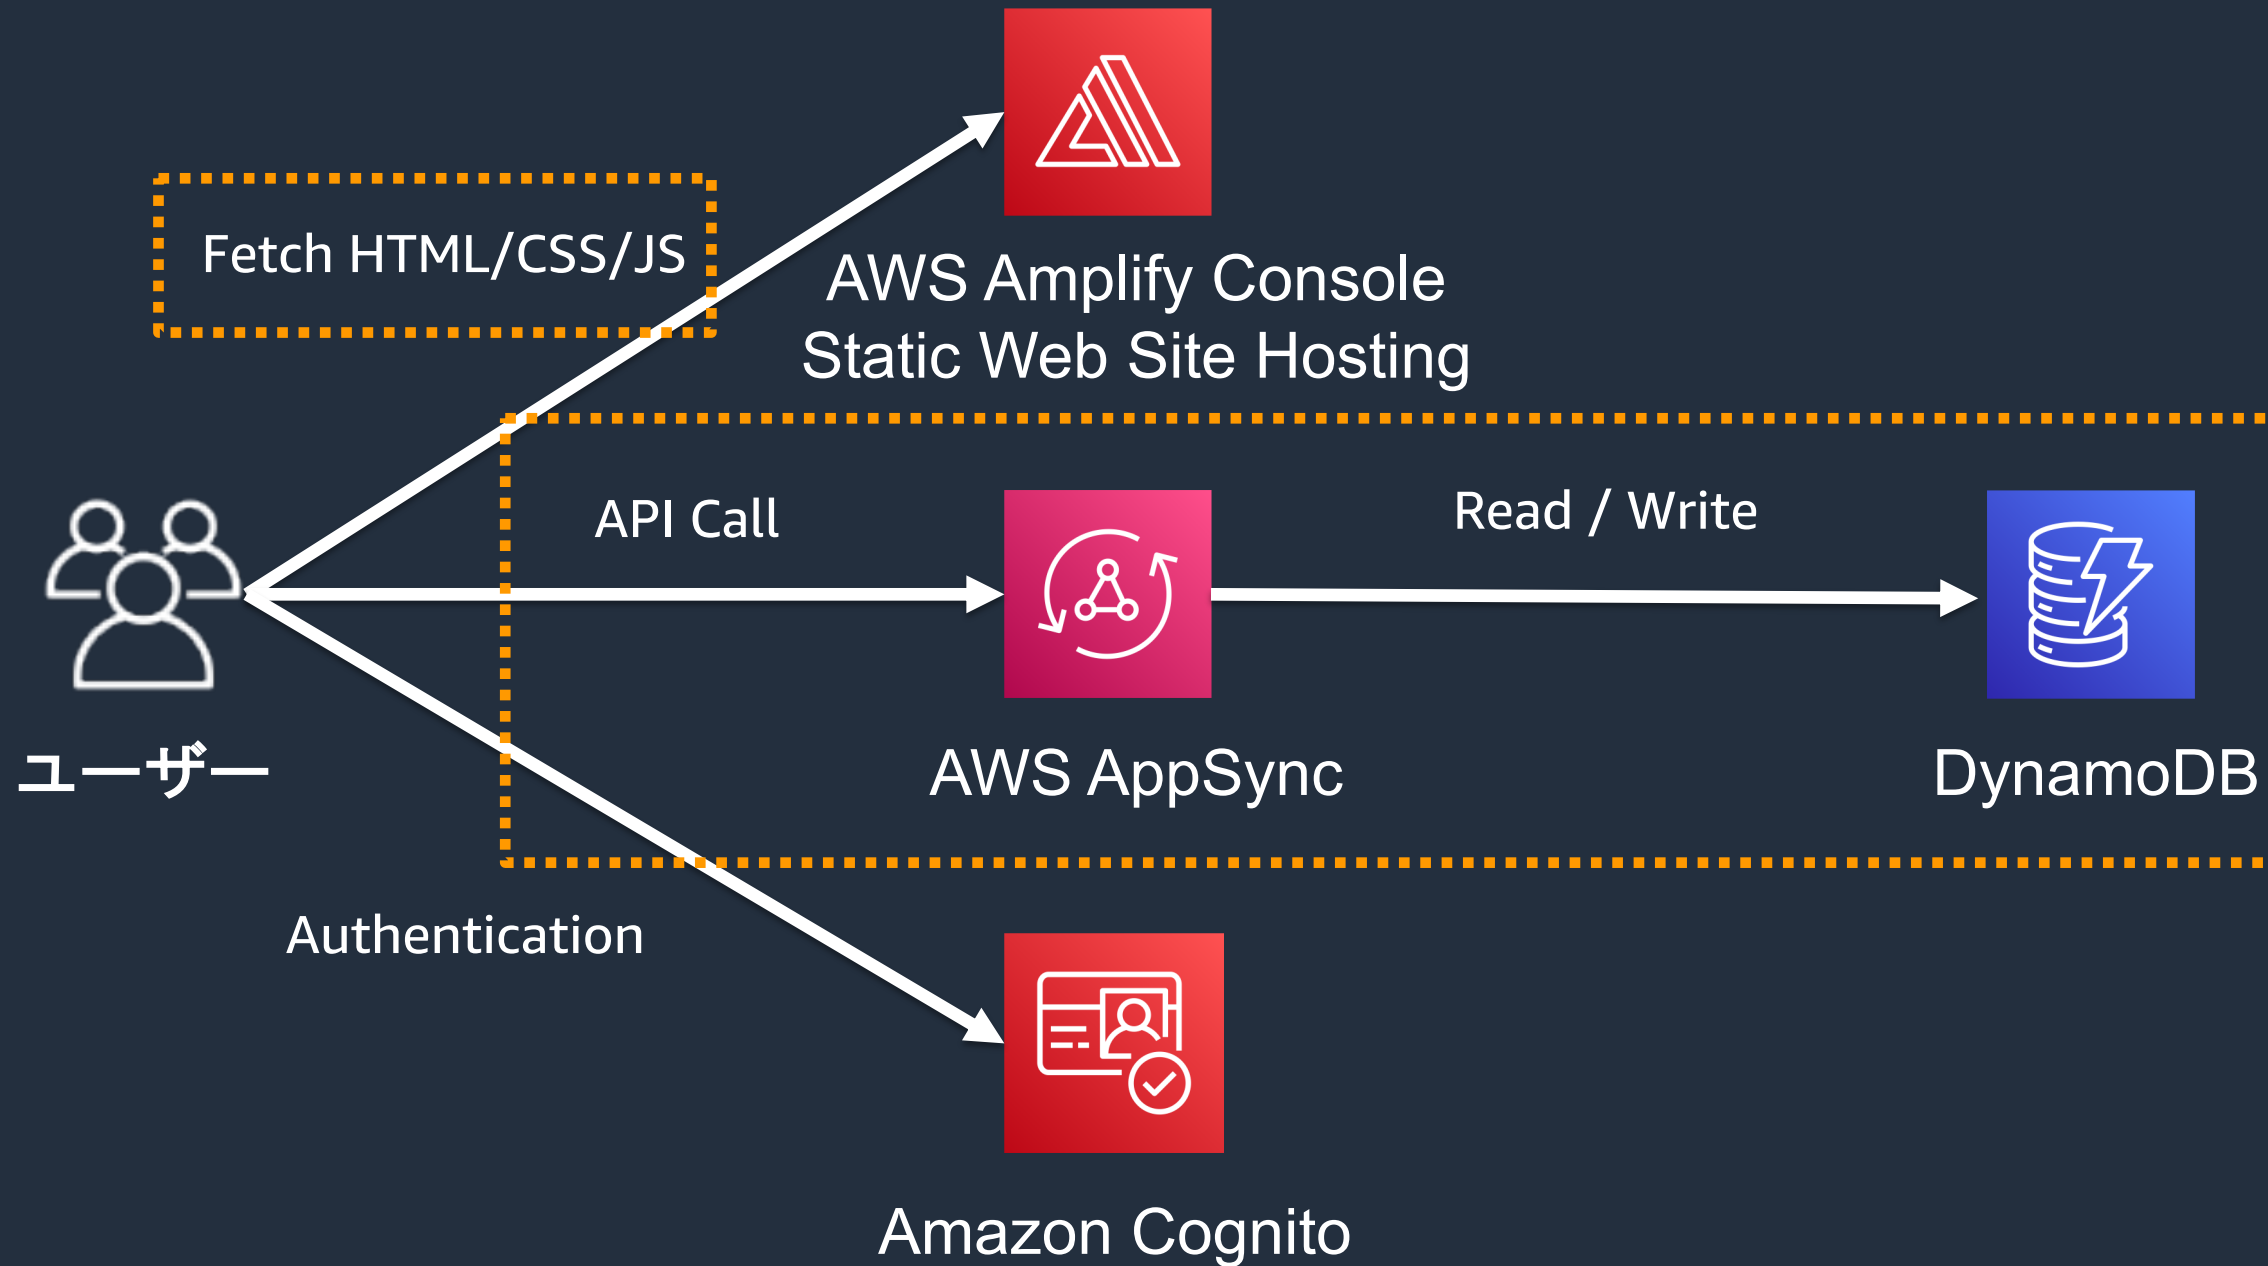 Fetch HTML/CSS/JS
AWS Amplify Console
Static Web Site Hosting
API Call
Read / Write
ユーザー
AWS AppSync
DynamoDB
Authentication
Amazon Cognito